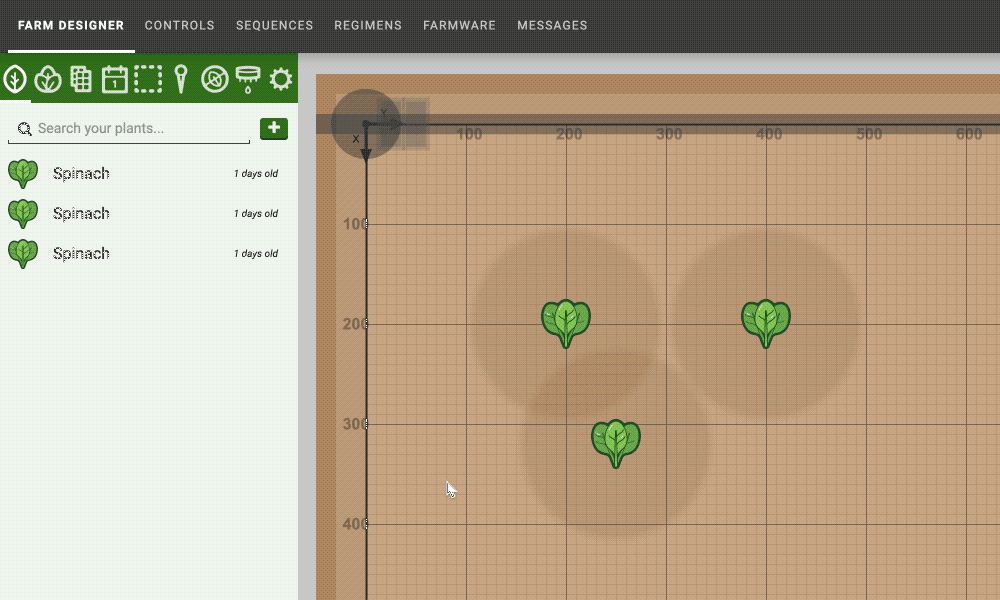 FARM DESIGNER CONTROLS SEQUENCES REGIMENS FARMWARE MESSAGES
1
Search your plants...
Spinach 1 days old
Spinach 1 days old
Spinach 1 days old
Y
X
100 200 300 400 500 600
100
200
300
400